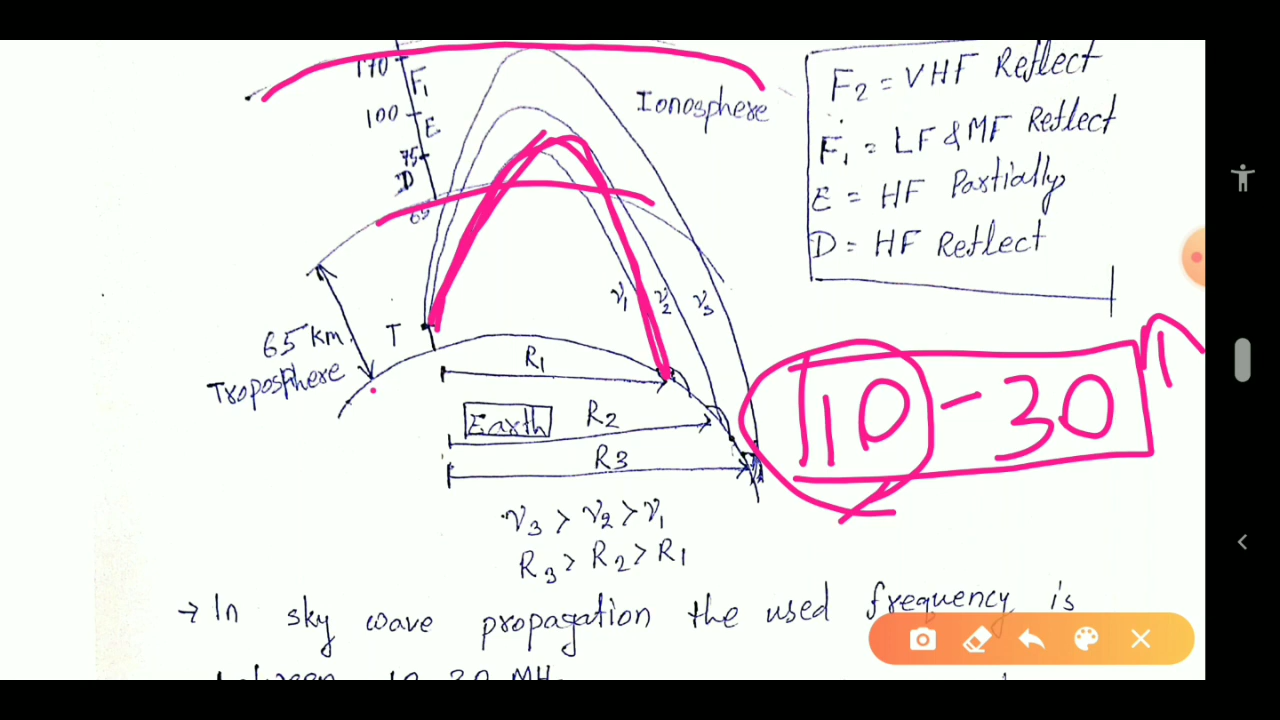 170
F₁
100
E
75
D
65
Ionosphere
F₂ = VHF Reflect
F₁ = LF & MF Reflect
E = HF Partially
D = HF Reflect
65 km
Troposphere
T
ν₁ ν₂ ν₃
R₁
Earth
R₂
R₃
10 - 30
ν₃ > ν₂ > ν₁
R₃ > R₂ > R₁
→ In sky wave propagation the used frequency is